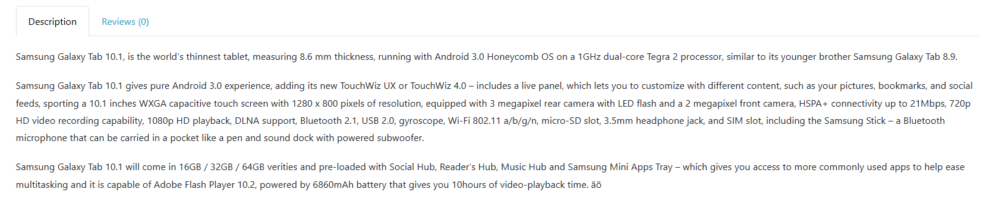 Description
Reviews (0)
Samsung Galaxy Tab 10.1, is the world’s thinnest tablet, measuring 8.6 mm thickness, running with Android 3.0 Honeycomb OS on a 1GHz dual-core Tegra 2 processor, similar to its younger brother Samsung Galaxy Tab 8.9.
Samsung Galaxy Tab 10.1 gives pure Android 3.0 experience, adding its new TouchWiz UX or TouchWiz 4.0 – includes a live panel, which lets you to customize with different content, such as your pictures, bookmarks, and social
feeds, sporting a 10.1 inches WXGA capacitive touch screen with 1280 x 800 pixels of resolution, equipped with 3 megapixel rear camera with LED flash and a 2 megapixel front camera, HSPA+ connectivity up to 21Mbps, 720p
HD video recording capability, 1080p HD playback, DLNA support, Bluetooth 2.1, USB 2.0, gyroscope, Wi-Fi 802.11 a/b/g/n, micro-SD slot, 3.5mm headphone jack, and SIM slot, including the Samsung Stick – a Bluetooth
microphone that can be carried in a pocket like a pen and sound dock with powered subwoofer.
Samsung Galaxy Tab 10.1 will come in 16GB / 32GB / 64GB verities and pre-loaded with Social Hub, Reader’s Hub, Music Hub and Samsung Mini Apps Tray – which gives you access to more commonly used apps to help ease
multitasking and it is capable of Adobe Flash Player 10.2, powered by 6860mAh battery that gives you 10hours of video-playback time. äö